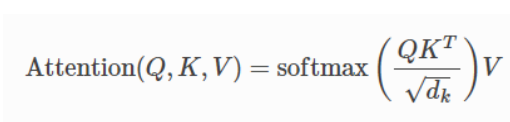 Attention(Q, K, V) = softmax(QK^T / √d_k)V